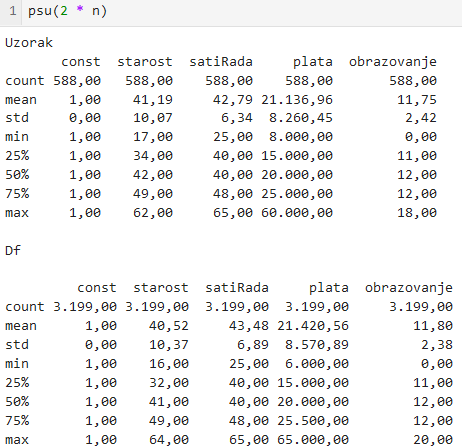 1 psu(2 * n)
Uzorak
const starost satiRada plata obrazovanje
count 588,00 588,00 588,00 588,00 588,00
mean 1,00 41,19 42,79 21.136,96 11,75
std 0,00 10,07 6,34 8.260,45 2,42
min 1,00 17,00 25,00 8.000,00 0,00
25% 1,00 34,00 40,00 15.000,00 11,00
50% 1,00 42,00 40,00 20.000,00 12,00
75% 1,00 49,00 48,00 25.000,00 12,00
max 1,00 62,00 65,00 60.000,00 18,00
Df
const starost satiRada plata obrazovanje
count 3.199,00 3.199,00 3.199,00 3.199,00 3.199,00
mean 1,00 40,52 43,48 21.420,56 11,80
std 0,00 10,37 6,89 8.570,89 2,38
min 1,00 16,00 25,00 6.000,00 0,00
25% 1,00 32,00 40,00 15.000,00 11,00
50% 1,00 41,00 40,00 20.000,00 12,00
75% 1,00 49,00 48,00 25.500,00 12,00
max 1,00 64,00 65,00 65.000,00 20,00